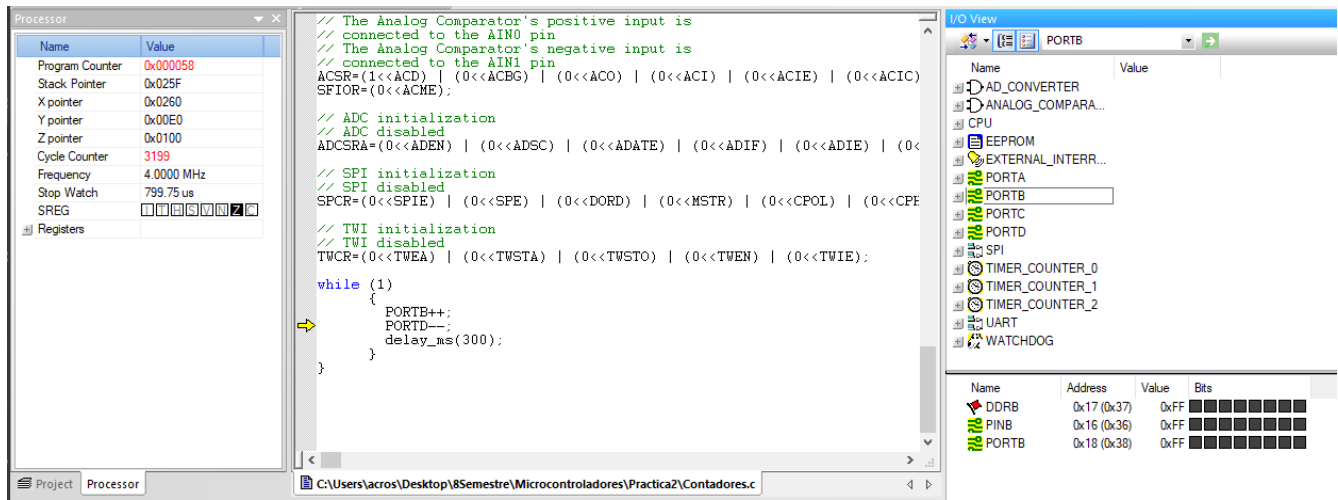 Processor
Name Value
Program Counter 0x000058
Stack Pointer 0x025F
X pointer 0x0260
Y pointer 0x00E0
Z pointer 0x0100
Cycle Counter 3199
Frequency 4.0000 MHz
Stop Watch 799.75 us
SREG I T H S V N Z C
Registers
Project Processor
// The Analog Comparator's positive input is
// connected to the AIN0 pin
// The Analog Comparator's negative input is
// connected to the AIN1 pin
ACSR=(1<<ACD) | (0<<ACBG) | (0<<ACO) | (0<<ACI) | (0<<ACIE) | (0<<ACIC)
SFIOR=(0<<ACME);
// ADC initialization
// ADC disabled
ADCSRA=(0<<ADEN) | (0<<ADSC) | (0<<ADATE) | (0<<ADIF) | (0<<ADIE) | (0<
// SPI initialization
// SPI disabled
SPCR=(0<<SPIE) | (0<<SPE) | (0<<DORD) | (0<<MSTR) | (0<<CPOL) | (0<<CPH
// TWI initialization
// TWI disabled
TWCR=(0<<TWEA) | (0<<TWSTA) | (0<<TWSTO) | (0<<TWEN) | (0<<TWIE);
while (1)
{
PORTB++;
PORTD--;
delay_ms(300);
}
}
C:\Users\acros\Desktop\8Semestre\Microcontroladores\Practica2\Contadores.c
I/O View
PORTB
Name Value
AD_CONVERTER
ANALOG_COMPARA...
CPU
EEPROM
EXTERNAL_INTERR...
PORTA
PORTB
PORTC
PORTD
SPI
TIMER_COUNTER_0
TIMER_COUNTER_1
TIMER_COUNTER_2
UART
WATCHDOG
Name Address Value Bits
DDRB 0x17 (0x37) 0xFF
PINB 0x16 (0x36) 0xFF
PORTB 0x18 (0x38) 0xFF